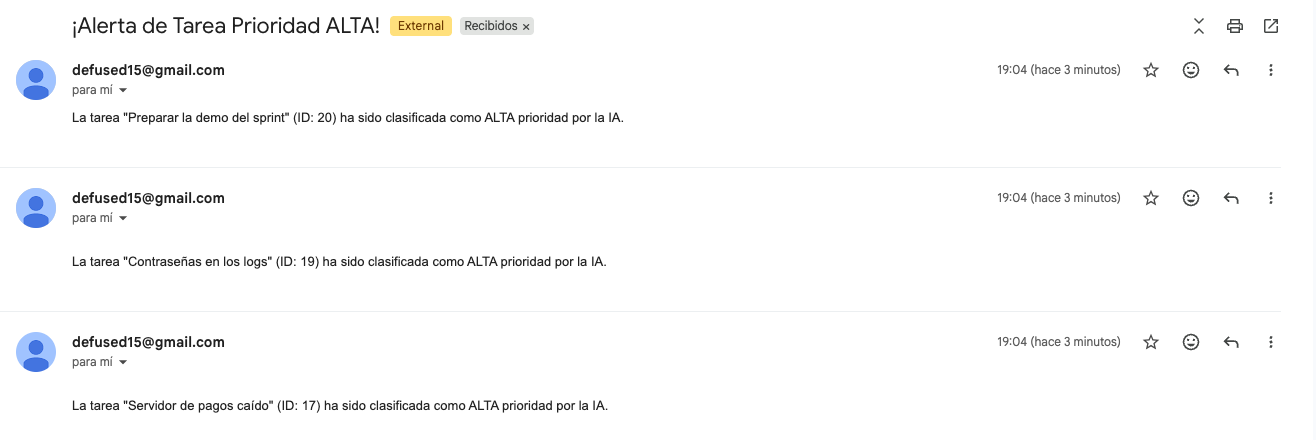 ¡Alerta de Tarea Prioridad ALTA! External Recibidos ×
defused15@gmail.com 19:04 (hace 3 minutos)
para mí
La tarea "Preparar la demo del sprint" (ID: 20) ha sido clasificada como ALTA prioridad por la IA.
defused15@gmail.com 19:04 (hace 3 minutos)
para mí
La tarea "Contraseñas en los logs" (ID: 19) ha sido clasificada como ALTA prioridad por la IA.
defused15@gmail.com 19:04 (hace 3 minutos)
para mí
La tarea "Servidor de pagos caído" (ID: 17) ha sido clasificada como ALTA prioridad por la IA.